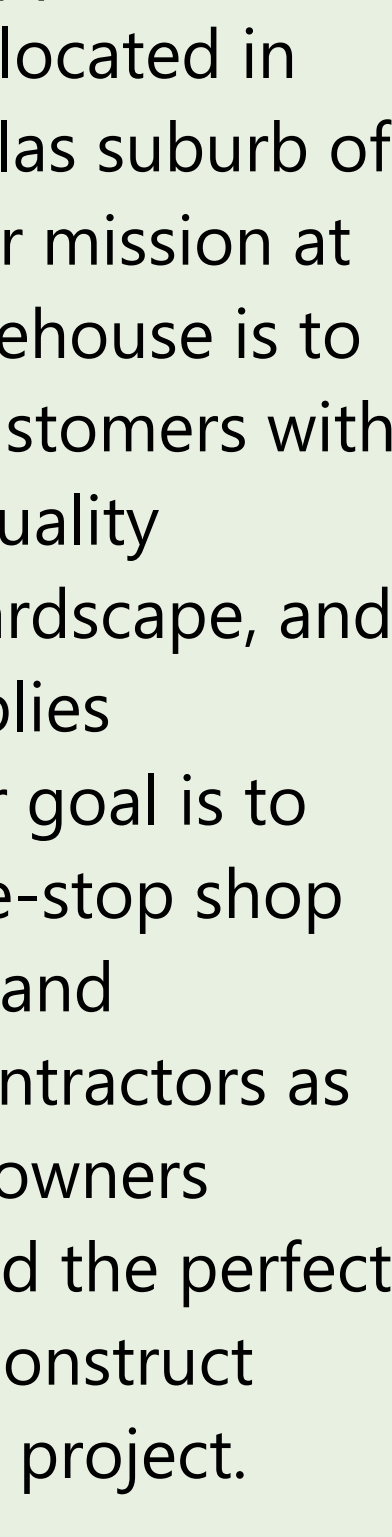 located in
las suburb of
r mission at
ehouse is to
stomers with
uality
ardscape, and
plies
r goal is to
e-stop shop
and
ntractors as
owners
d the perfect
onstruct
project.